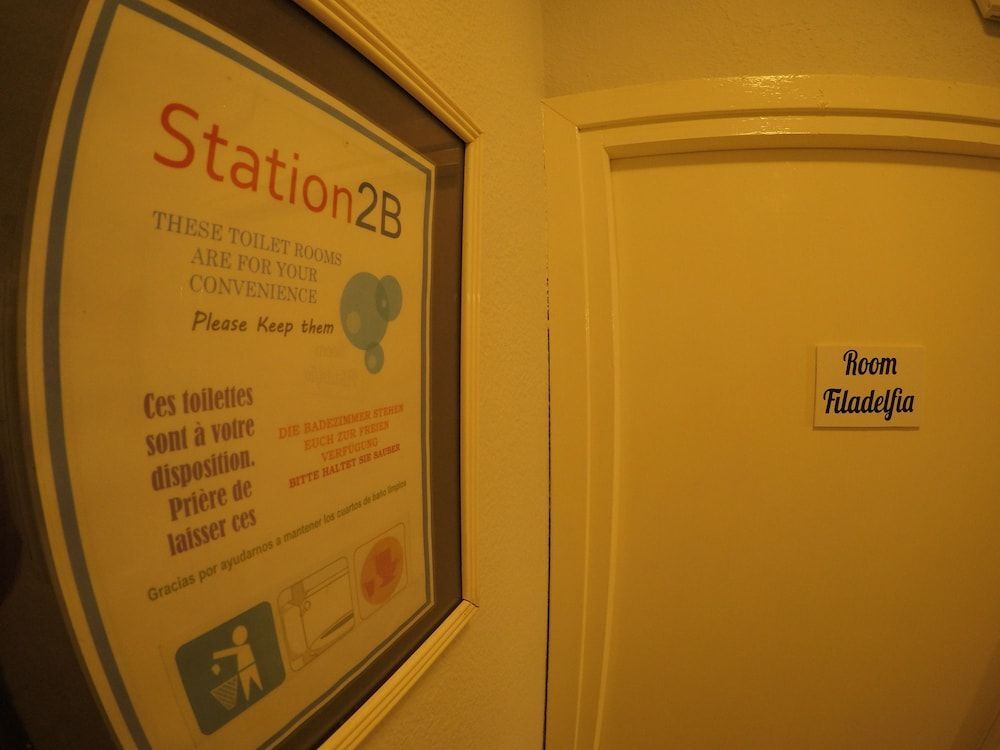 Station2B
THESE TOILET ROOMS
ARE FOR YOUR
CONVENIENCE
Please Keep them
Ces toilettes
sont à votre
disposition.
Prière de
laisser ces
DIE BADEZIMMER STEHEN
EUCH ZUR FREIEN
VERFÜGUNG
BITTE HALTET SIE SAUBER
Gracias por ayudarnos a mantener los cuartos de baño limpios
Room
Filadelfia